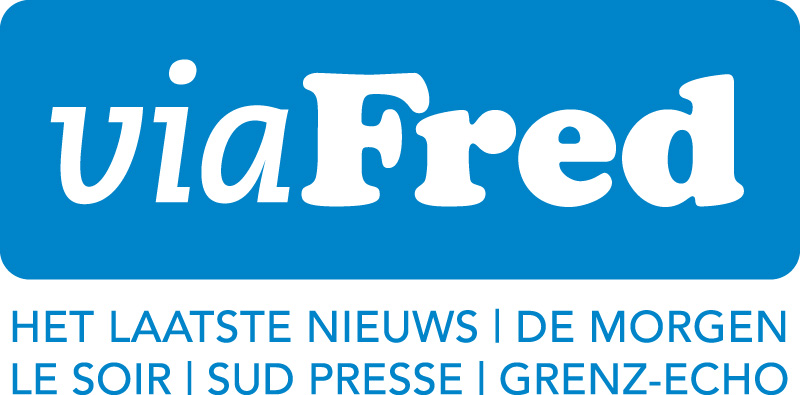 viaFred
HET LAATSTE NIEUWS | DE MORGEN
LE SOIR | SUD PRESSE | GRENZ-ECHO